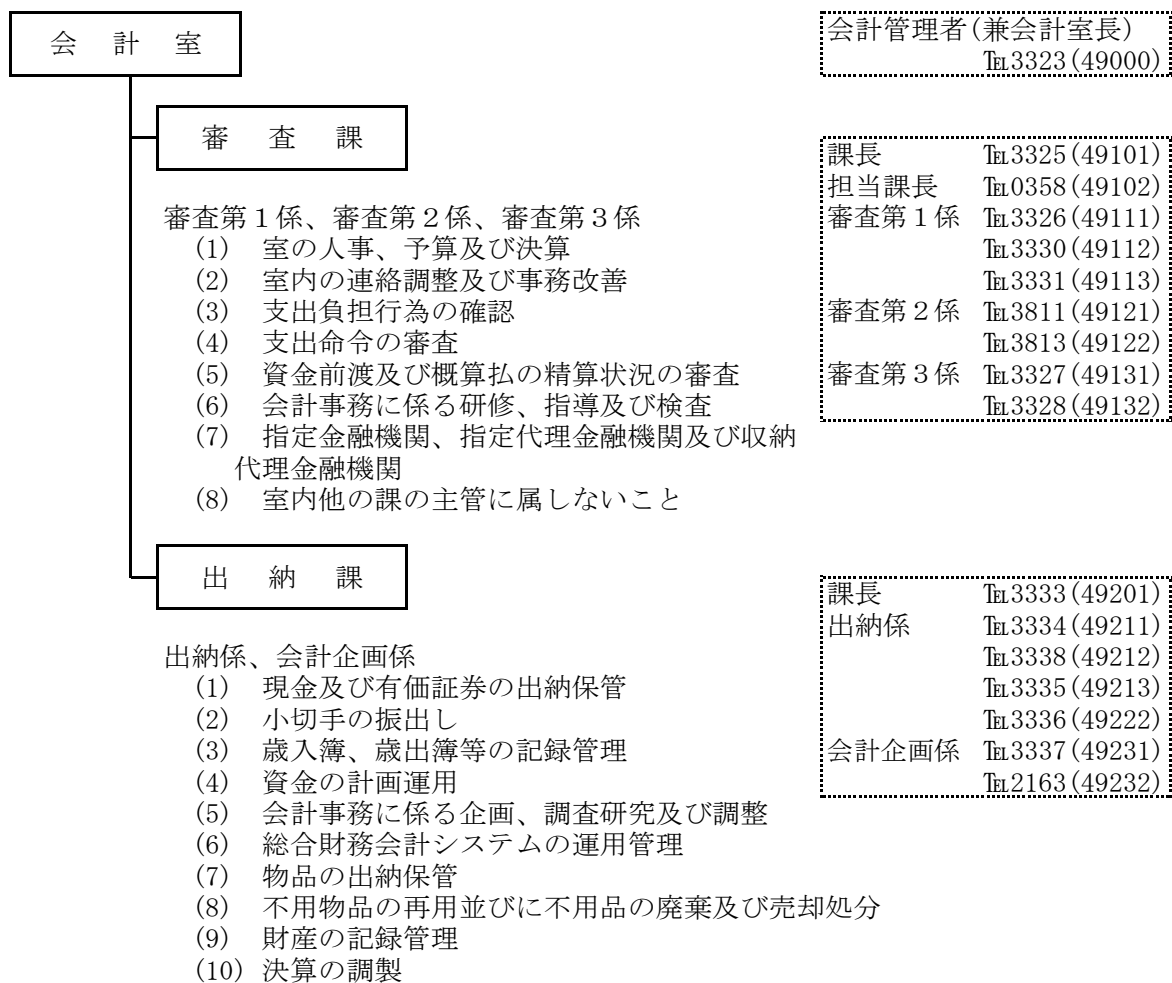 会　計　室
会計管理者(兼会計室長)
℡3323(49000)
審　査　課
課長　℡3325(49101)
担当課長　℡0358(49102)
審査第１係　℡3326(49111)
℡3330(49112)
℡3331(49113)
審査第２係　℡3811(49121)
℡3813(49122)
審査第３係　℡3327(49131)
℡3328(49132)
審査第１係、審査第２係、審査第３係
(1)　室の人事、予算及び決算
(2)　室内の連絡調整及び事務改善
(3)　支出負担行為の確認
(4)　支出命令の審査
(5)　資金前渡及び概算払の精算状況の審査
(6)　会計事務に係る研修、指導及び検査
(7)　指定金融機関、指定代理金融機関及び収納
代理金融機関
(8)　室内他の課の主管に属しないこと
出　納　課
課長　℡3333(49201)
出納係　℡3334(49211)
℡3338(49212)
℡3335(49213)
℡3336(49222)
会計企画係　℡3337(49231)
℡2163(49232)
出納係、会計企画係
(1)　現金及び有価証券の出納保管
(2)　小切手の振出し
(3)　歳入簿、歳出簿等の記録管理
(4)　資金の計画運用
(5)　会計事務に係る企画、調査研究及び調整
(6)　総合財務会計システムの運用管理
(7)　物品の出納保管
(8)　不用物品の再用並びに不用品の廃棄及び売却処分
(9)　財産の記録管理
(10)　決算の調製